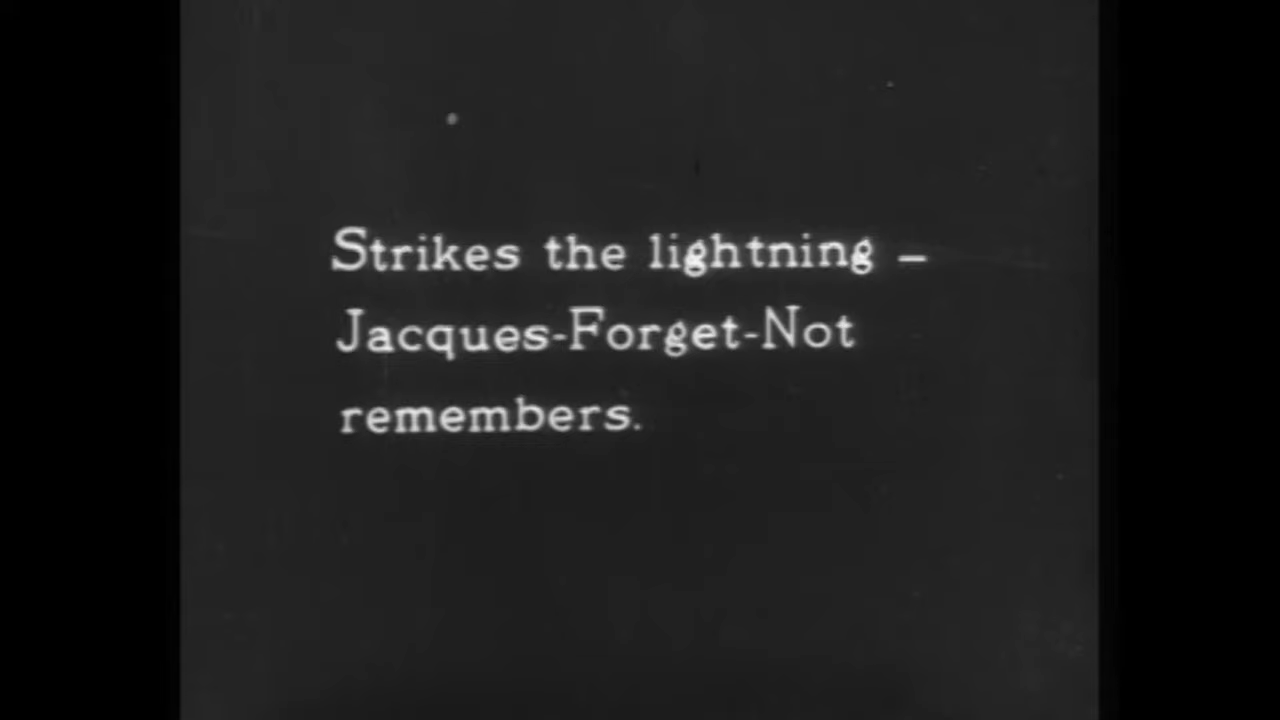 Strikes the lightning –
Jacques-Forget-Not
remembers.